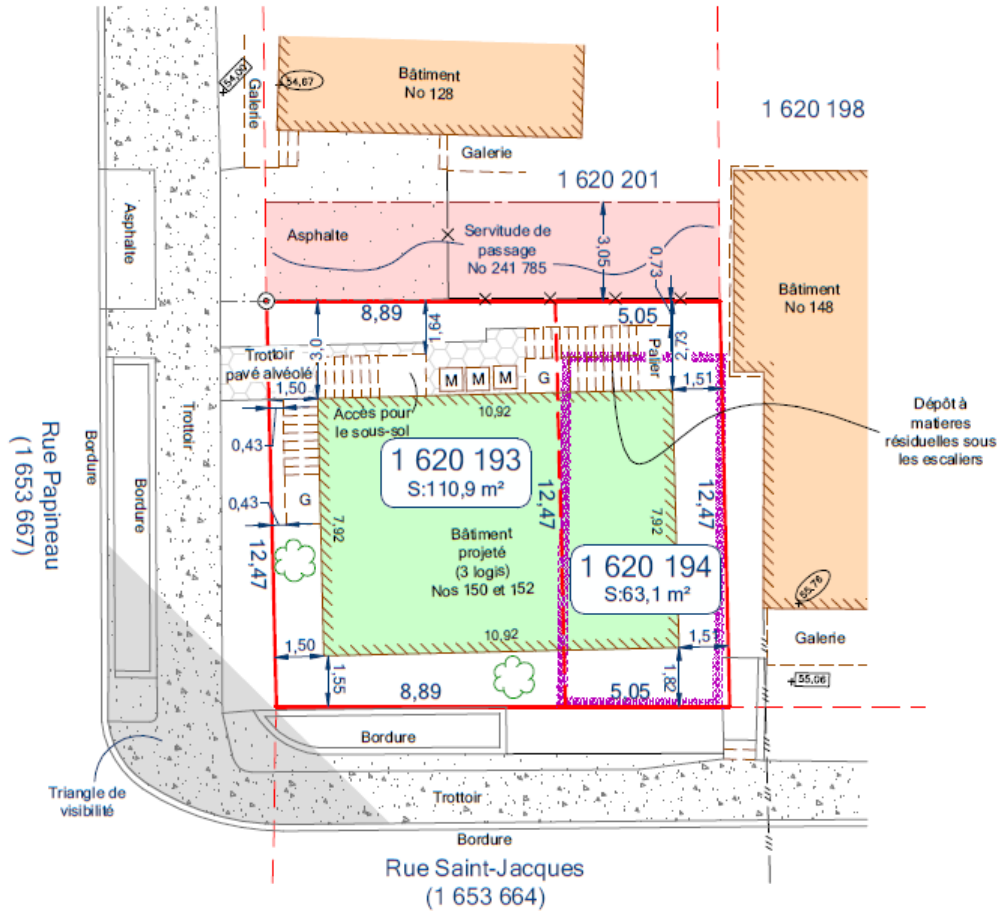 54,00
54,67
Galerie
Bâtiment
No 128
Galerie
1 620 198
1 620 201
Asphalte
Asphalte
Servitude de
passage
No 241 785
3,05
0,73
Bâtiment
No 148
8,89
5,05
3,0
1,64
2,73
Trottoir
pavé alvéolé
1,50
M
M
M
G
Palier
1,51
Accès pour
le sous-sol
10,92
Dépôt à
matieres
résiduelles sous
les escaliers
0,43
1 620 193
S:110,9 m²
12,47
12,47
G
0,43
7,92
7,92
Bâtiment
projeté
(3 logis)
Nos 150 et 152
12,47
1 620 194
S:63,1 m²
Rue Papineau
(1 653 667)
Bordure
Bordure
Trottoir
55,76
Galerie
55,06
10,92
1,50
1,51
1,55
8,89
5,05
1,82
Bordure
Triangle de
visibilité
Trottoir
Bordure
Rue Saint-Jacques
(1 653 664)